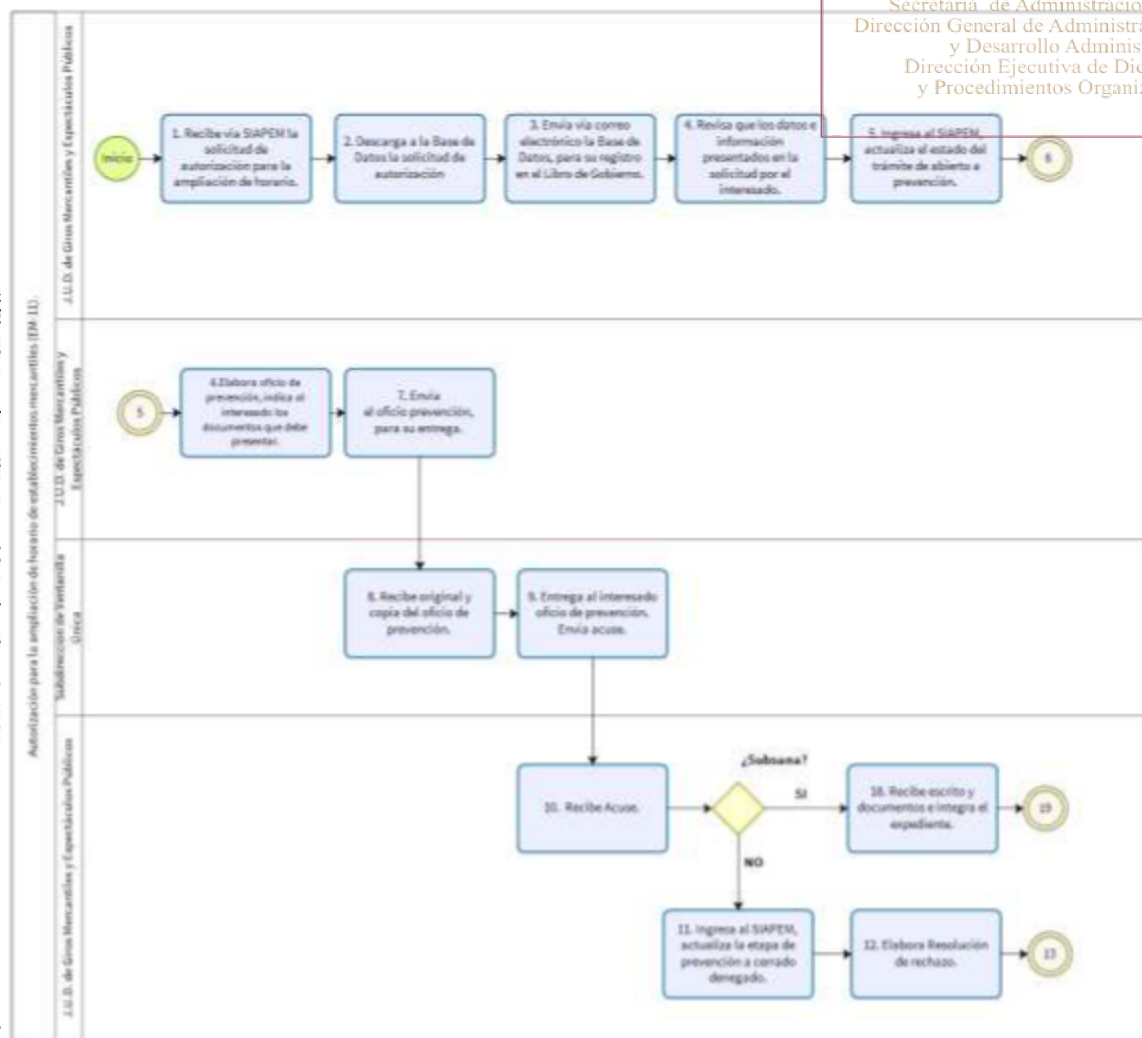 Secretaría de Administración
Dirección General de Administra
y Desarrollo Adminis
Dirección Ejecutiva de Dic
y Procedimientos Organiz
Autorización para la ampliación de horario de establecimientos mercantiles (EM-11).
J.U.D. de Giros Mercantiles y Espectáculos Públicos
Inicio
1. Recibe vía SIAPEM la
solicitud de
autorización para la
ampliación de horario.
2. Descarga a la Base de
Datos la solicitud de
autorización
3. Envía vía correo
electrónico la Base de
Datos, para su registro
en el Libro de Gobierno.
4. Revisa que los datos e
información
presentados en la
solicitud por el
interesado.
5. Ingresa al SIAPEM,
actualiza el estado del
trámite de abierto a
prevención.
6
J.U.D. de Giros Mercantiles y
Espectáculos Públicos
5
6.Elabora oficio de
prevención, indica al
interesado los
documentos que debe
presentar.
7. Envía
el oficio prevención,
para su entrega.
Subdirección de Ventanilla
Única
8. Recibe original y
copia del oficio de
prevención.
9. Entrega al interesado
oficio de prevención.
Envía acuse.
J.U.D. de Giros Mercantiles y Espectáculos Públicos
10. Recibe Acuse.
¿Subsana?
SI
18. Recibe escrito y
documentos e integra el
expediente.
19
NO
11. Ingresa al SIAPEM,
actualiza la etapa de
prevención a cerrado
denegado.
12. Elabora Resolución
de rechazo.
13